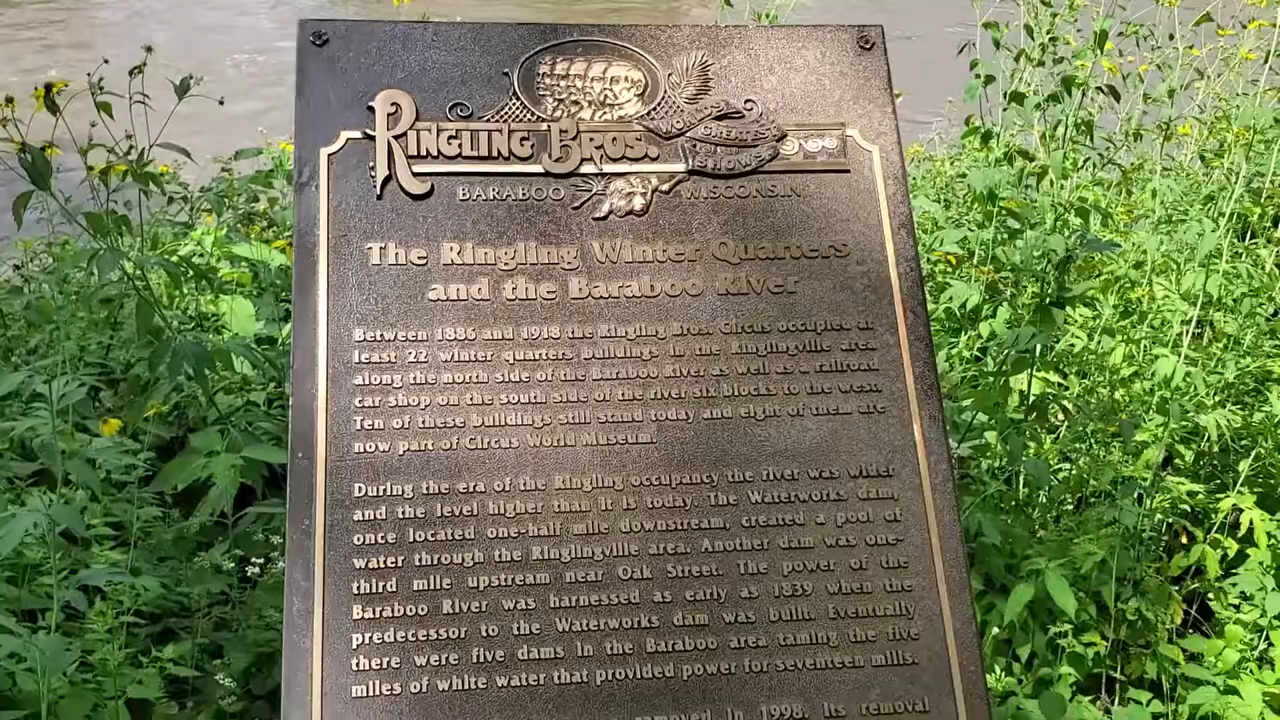 RINGLING BROS.
WORLD'S GREATEST SHOWS
BARABOO WISCONSIN
The Ringling Winter Quarters
and the Baraboo River
Between 1886 and 1918 the Ringling Bros. Circus occupied at
least 22 winter quarters buildings in the Ringlingville area
along the north side of the Baraboo River as well as a railroad
car shop on the south side of the river six blocks to the west.
Ten of these buildings still stand today and eight of them are
now part of Circus World Museum.
During the era of the Ringling occupancy the river was wider
and the level higher than it is today. The Waterworks dam,
once located one-half mile downstream, created a pool of
water through the Ringlingville area. Another dam was one-
third mile upstream near Oak Street. The power of the
Baraboo River was harnessed as early as 1839 when the
predecessor to the Waterworks dam was built. Eventually
there were five dams in the Baraboo area taming the five
miles of white water that provided power for seventeen mills.
removed in 1998. Its removal